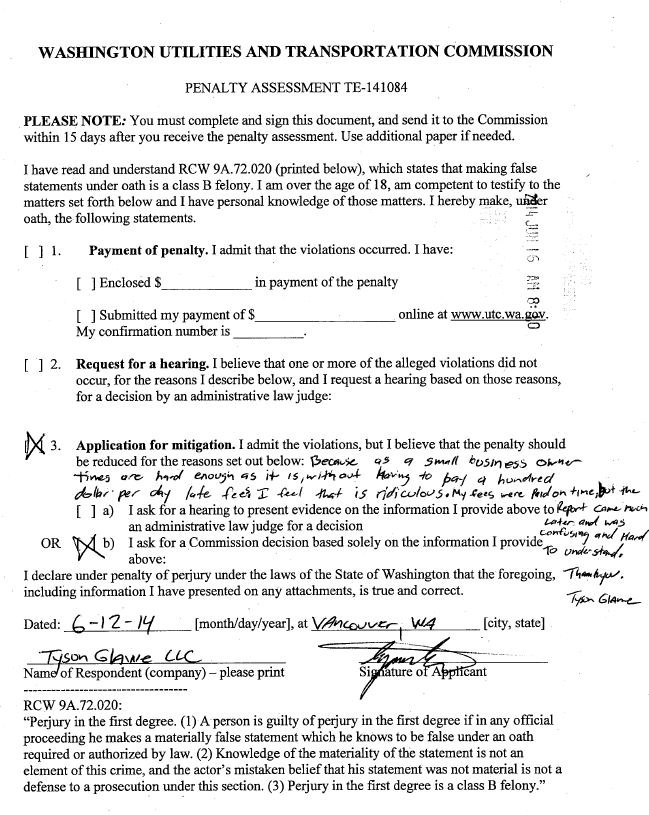 WASHINGTON UTILITIES AND TRANSPORTATION COMMISSION
PENALTY ASSESSMENT TE-141084
PLEASE NOTE: You must complete and sign this document, and send it to the Commission
within 15 days after you receive the penalty assessment. Use additional paper if needed.
I have read and understand RCW 9A.72.020 (printed below), which states that making false
statements under oath is a class B felony. I am over the age of 18, am competent to testify to the
matters set forth below and I have personal knowledge of those matters. I hereby make, under
oath, the following statements.
[ ] 1. Payment of penalty. I admit that the violations occurred. I have:
[ ] Enclosed $____________ in payment of the penalty
[ ] Submitted my payment of $____________________ online at www.utc.wa.gov.
My confirmation number is __________.
[ ] 2. Request for a hearing. I believe that one or more of the alleged violations did not
occur, for the reasons I describe below, and I request a hearing based on those reasons,
for a decision by an administrative law judge:
[X] 3. Application for mitigation. I admit the violations, but I believe that the penalty should
be reduced for the reasons set out below: Because as a small business owner
times are hard enough as it is, without Having to pay a hundred
dollar per day late fees I feel that is ridiculous. My fees were Paid on time, but the
[ ] a) I ask for a hearing to present evidence on the information I provide above to Report came much
an administrative law judge for a decision Later and was
OR [X] b) I ask for a Commission decision based solely on the information I provide confusing and Hard
above: To understand.
I declare under penalty of perjury under the laws of the State of Washington that the foregoing, Thankyou.
including information I have presented on any attachments, is true and correct. Tyson Glawe
Dated: 6-12-14 [month/day/year], at VANcouver, WA [city, state]
Tyson Glawe LLC
Name of Respondent (company) – please print Signature of Applicant
-----------------------------------
RCW 9A.72.020:
“Perjury in the first degree. (1) A person is guilty of perjury in the first degree if in any official
proceeding he makes a materially false statement which he knows to be false under an oath
required or authorized by law. (2) Knowledge of the materiality of the statement is not an
element of this crime, and the actor’s mistaken belief that his statement was not material is not a
defense to a prosecution under this section. (3) Perjury in the first degree is a class B felony.”